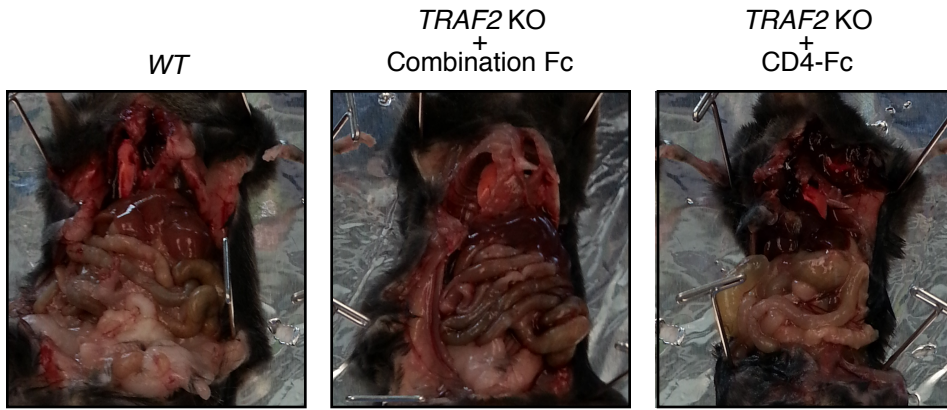 WT
TRAF2 KO
+
Combination Fc
TRAF2 KO
+
CD4-Fc